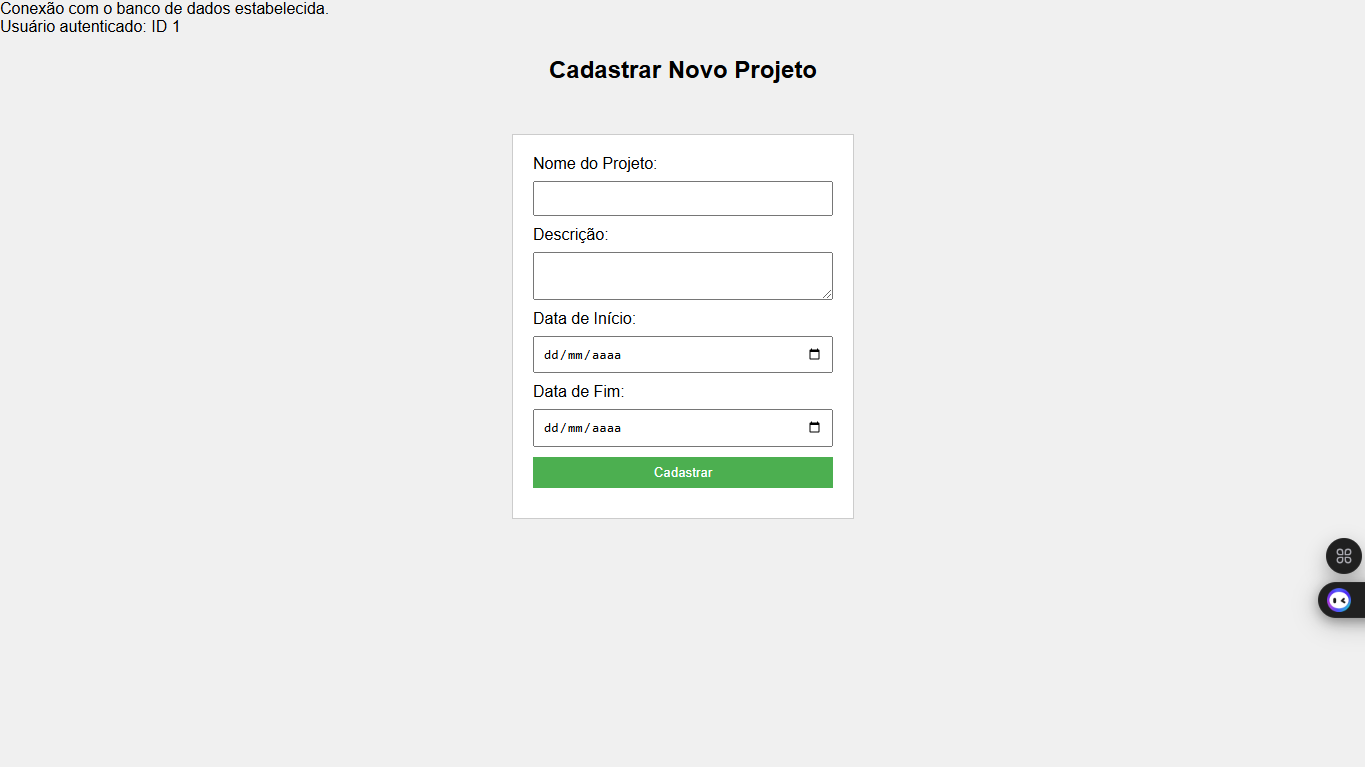 Conexão com o banco de dados estabelecida.
Usuário autenticado: ID 1
Cadastrar Novo Projeto
Nome do Projeto:
Descrição:
Data de Início:
dd/mm/aaaa
Data de Fim:
dd/mm/aaaa
Cadastrar